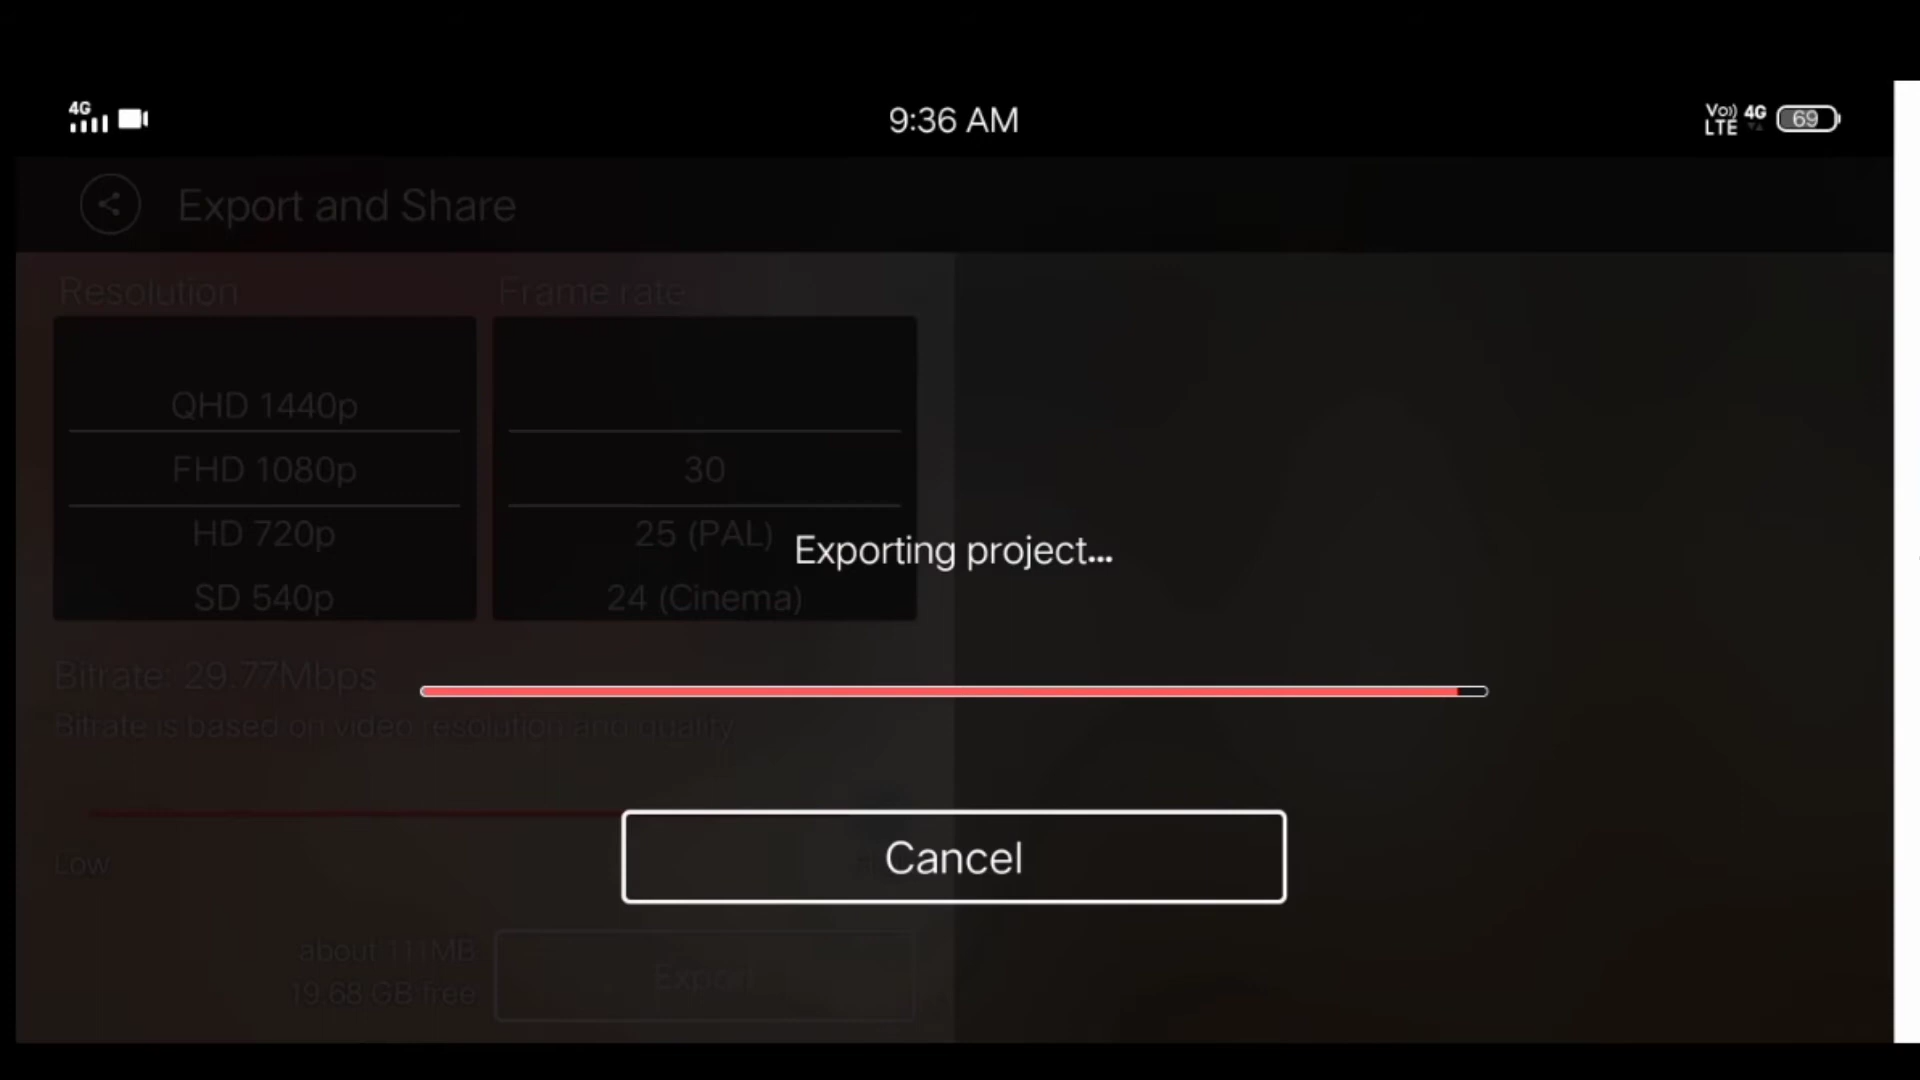 4G
9:36 AM
Vo)) LTE 4G 69
Export and Share
Resolution
Frame rate
QHD 1440p
FHD 1080p
HD 720p
SD 540p
30
25 (PAL)
24 (Cinema)
Exporting project...
Bitrate: 29.77Mbps
Bitrate is based on video resolution and quality
Low
Cancel
about 111MB
19.68 GB free
Export